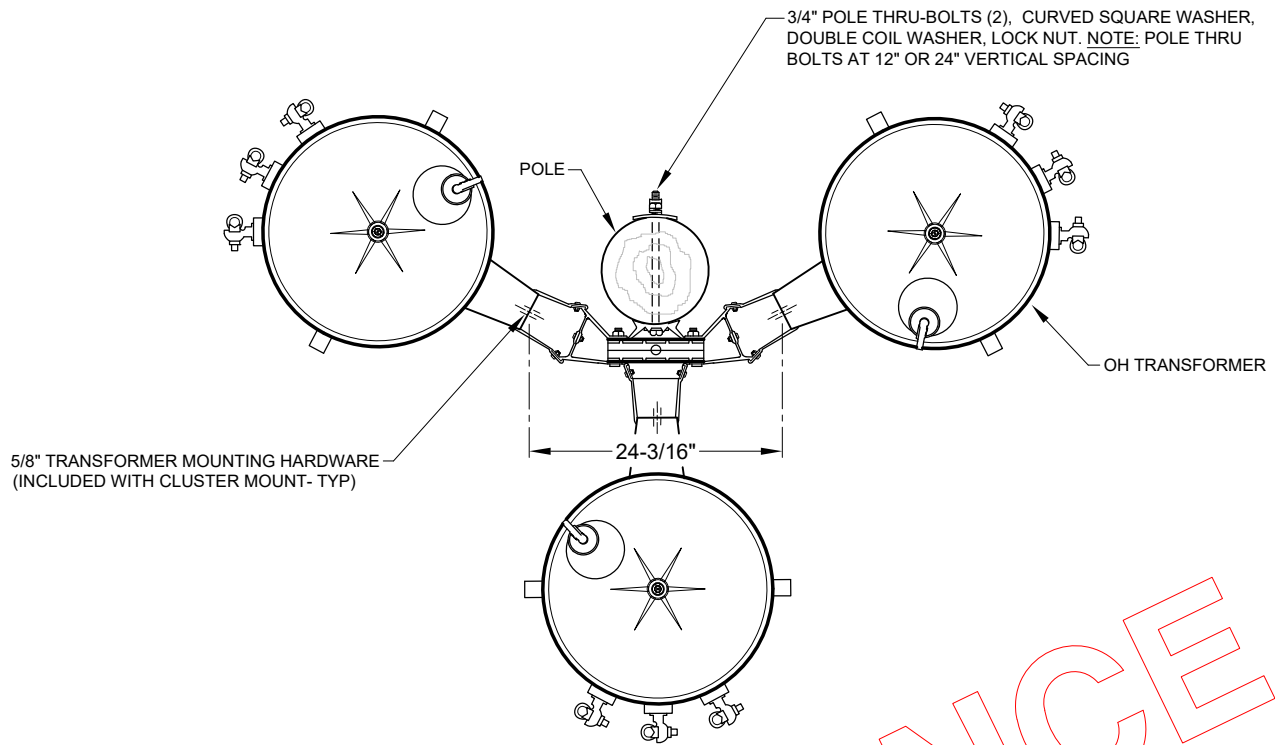 3/4" POLE THRU-BOLTS (2), CURVED SQUARE WASHER,
DOUBLE COIL WASHER, LOCK NUT. NOTE: POLE THRU
BOLTS AT 12" OR 24" VERTICAL SPACING
POLE
OH TRANSFORMER
24-3/16"
5/8" TRANSFORMER MOUNTING HARDWARE
(INCLUDED WITH CLUSTER MOUNT- TYP)
NCE